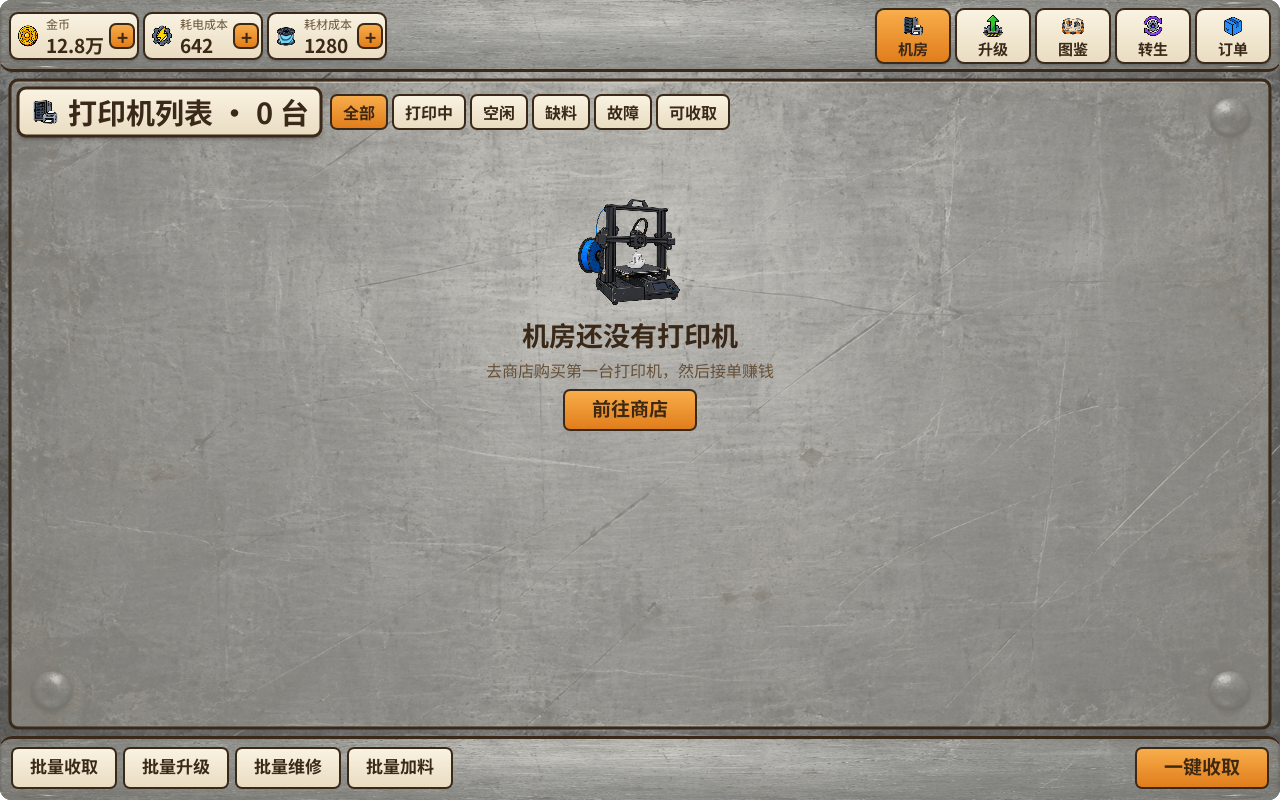 金币
12.8万
+
耗电成本
642
+
耗材成本
1280
+
机房
升级
图鉴
转生
订单
打印机列表 · 0 台
全部
打印中
空闲
缺料
故障
可收取
机房还没有打印机
去商店购买第一台打印机，然后接单赚钱
前往商店
批量收取
批量升级
批量维修
批量加料
一键收取